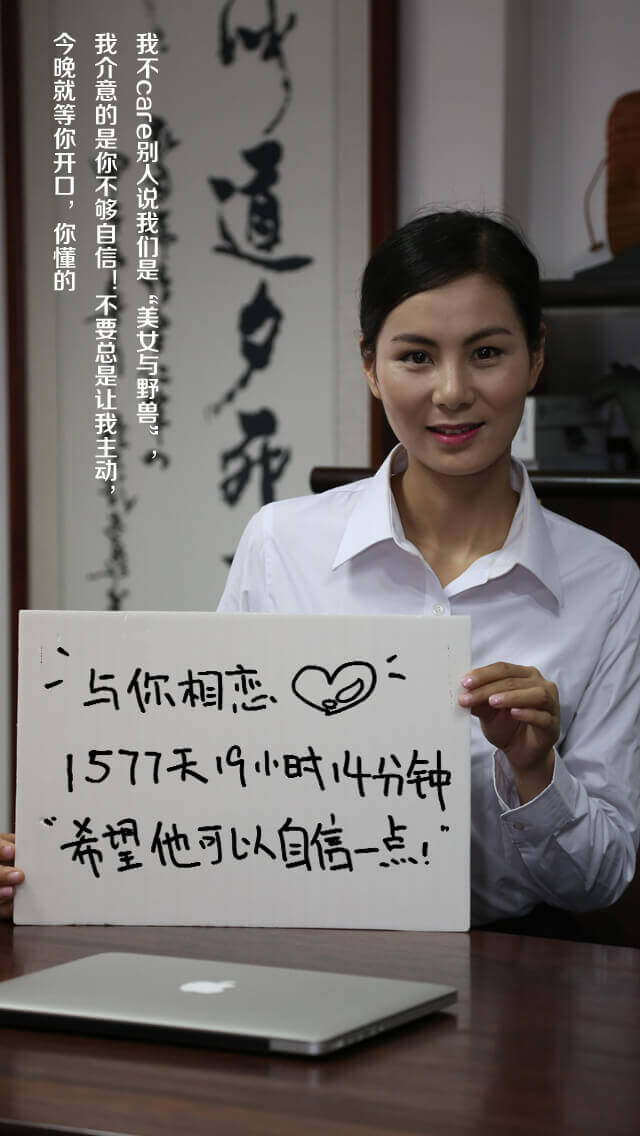 我不care别人说我们是“美女与野兽”，
我介意的是你不够自信！不要总是让我主动，
今晚就等你开口，你懂的
道夕死
与你相恋
1577天19小时14分钟
“希望他可以自信一点！”